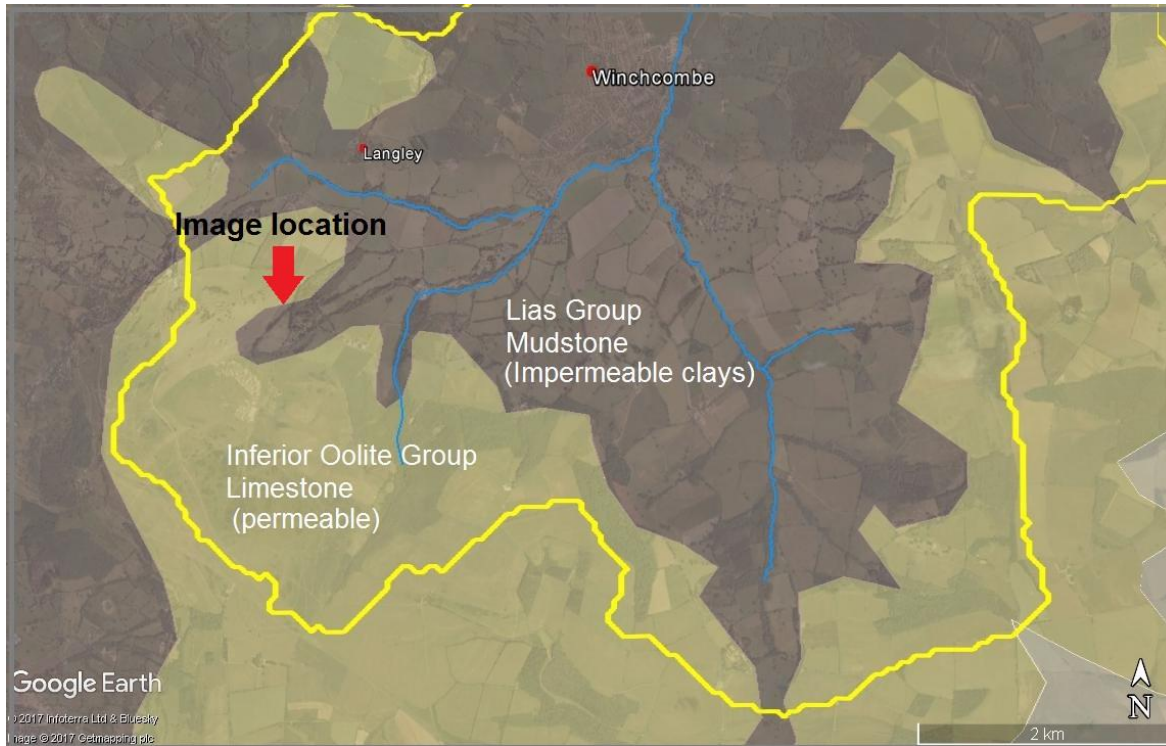 Winchcombe
Langley
Image location
Lias Group
Mudstone
(Impermeable clays)
Inferior Oolite Group
Limestone
(permeable)
Google Earth
2017 Infoterra Ltd & Bluesky
Image © 2017 Getmapping plc
N
2 km